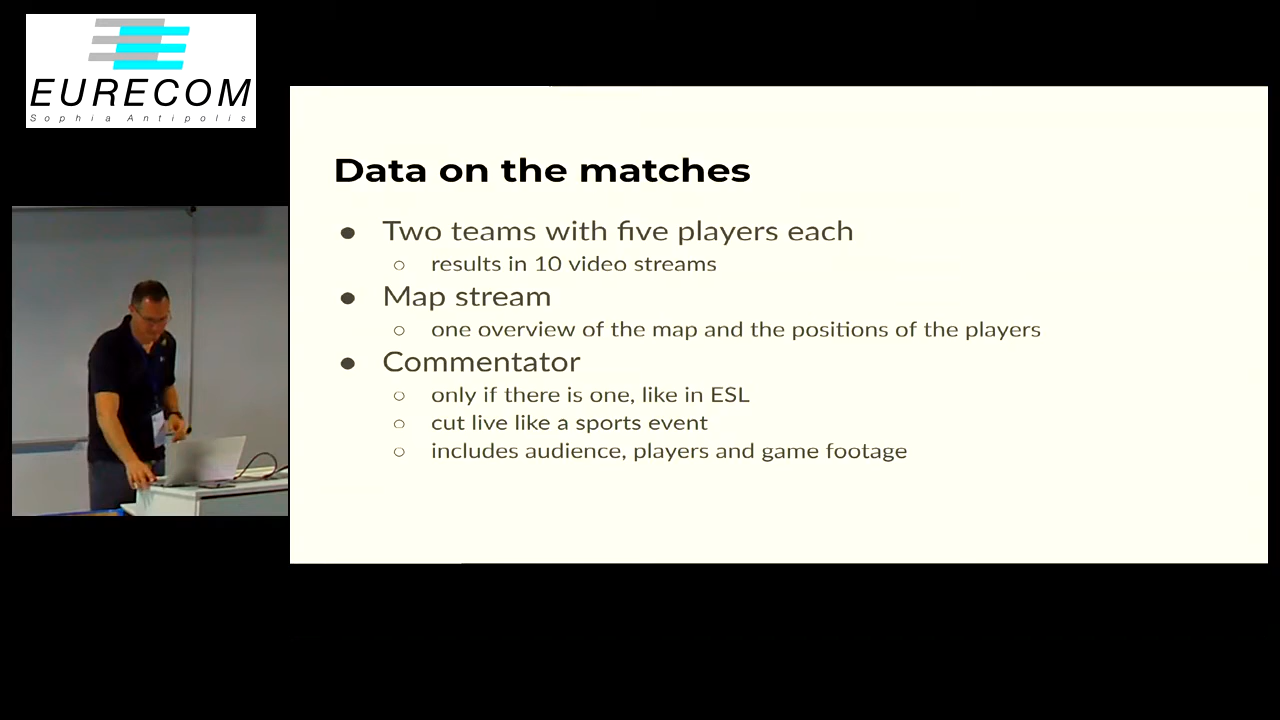 EURECOM
Sophia Antipolis
Data on the matches
● Two teams with five players each
○ results in 10 video streams
● Map stream
○ one overview of the map and the positions of the players
● Commentator
○ only if there is one, like in ESL
○ cut live like a sports event
○ includes audience, players and game footage